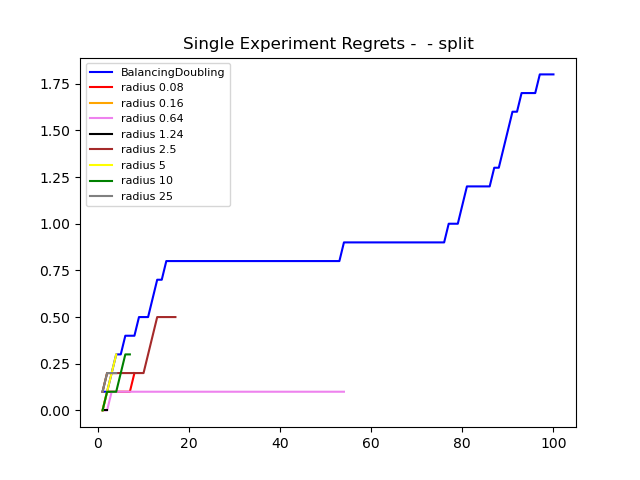 Single Experiment Regrets -  - split
BalancingDoubling
radius 0.08
radius 0.16
radius 0.64
radius 1.24
radius 2.5
radius 5
radius 10
radius 25
1.75
1.50
1.25
1.00
0.75
0.50
0.25
0.00
0 20 40 60 80 100